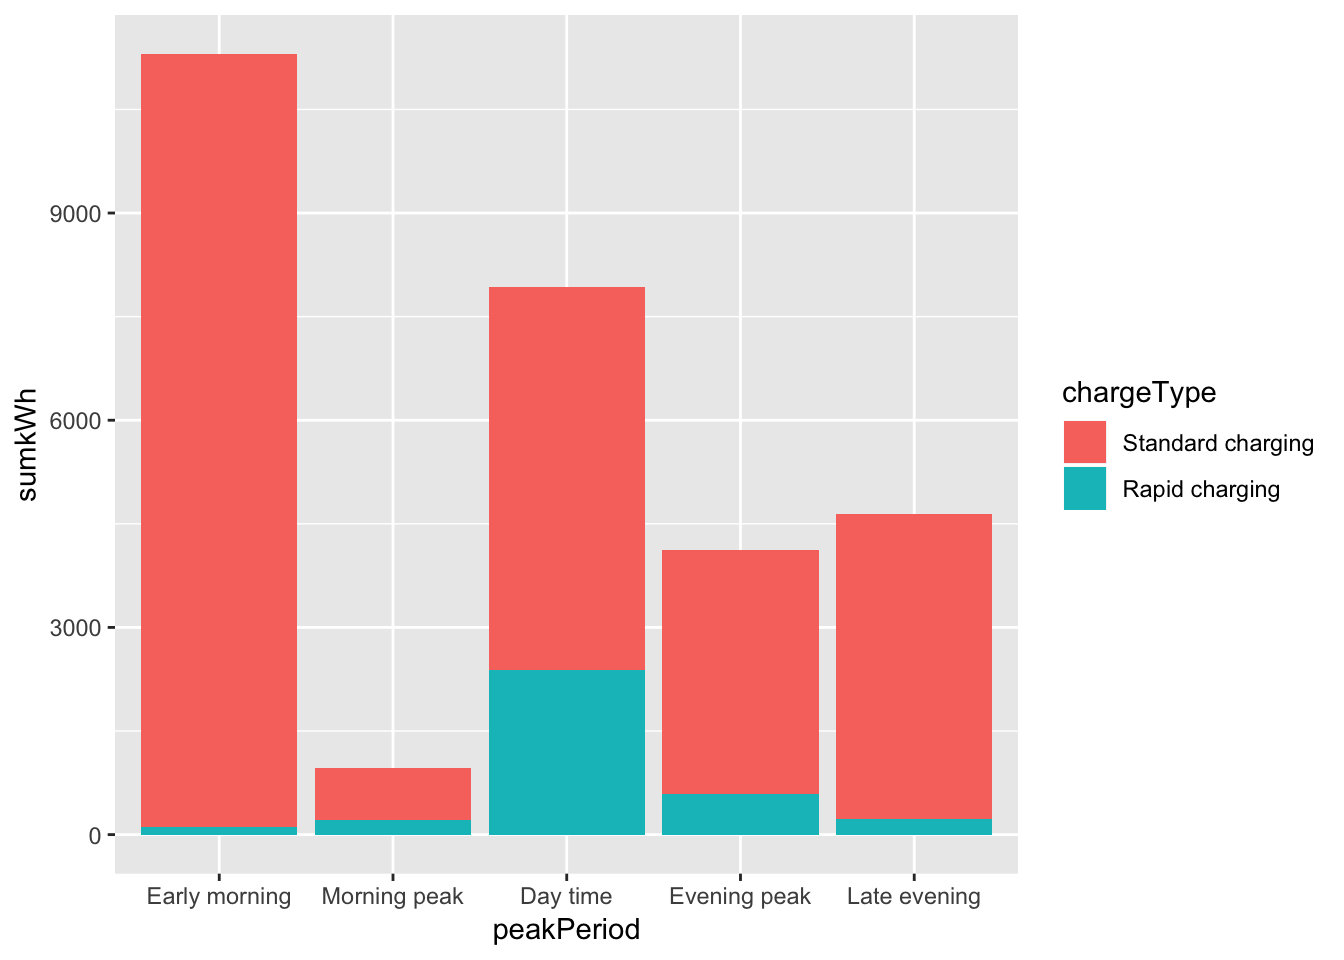 9000
6000
3000
0
sumkWh
Early morning
Morning peak
Day time
Evening peak
Late evening
peakPeriod
chargeType
Standard charging
Rapid charging